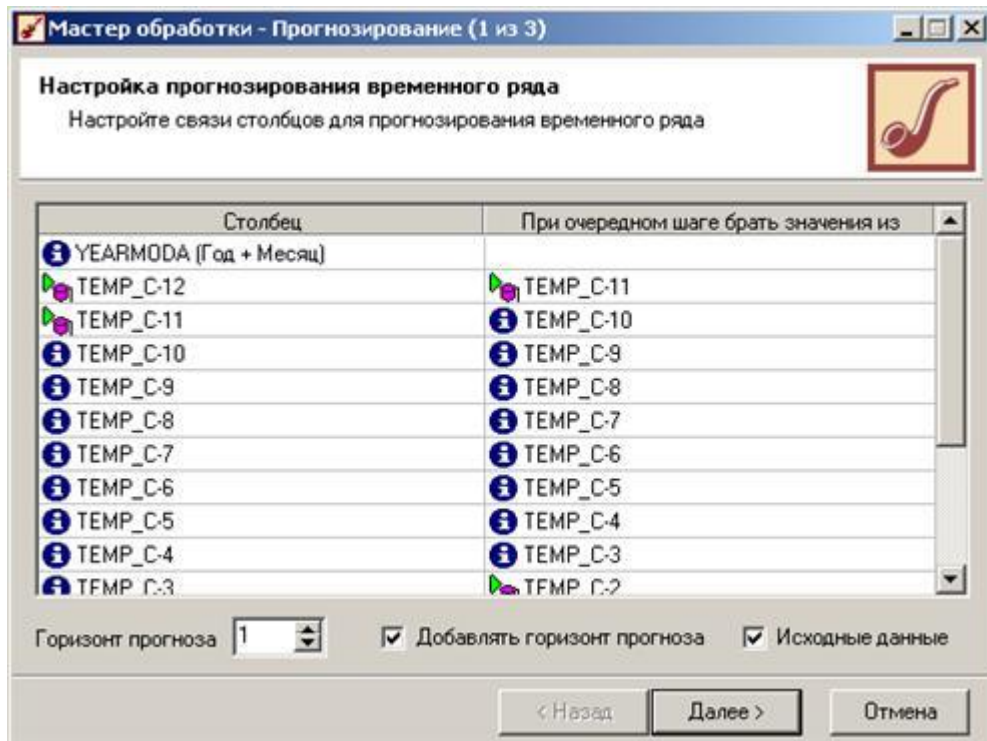 Мастер обработки - Прогнозирование (1 из 3)
Настройка прогнозирования временного ряда
Настройте связи столбцов для прогнозирования временного ряда
Столбец При очередном шаге брать значения из
YEARMODA (Год + Месяц)
TEMP_C-12 TEMP_C-11
TEMP_C-11 TEMP_C-10
TEMP_C-10 TEMP_C-9
TEMP_C-9 TEMP_C-8
TEMP_C-8 TEMP_C-7
TEMP_C-7 TEMP_C-6
TEMP_C-6 TEMP_C-5
TEMP_C-5 TEMP_C-4
TEMP_C-4 TEMP_C-3
TEMP_C-3 TEMP_C-2
Горизонт прогноза 1 Добавлять горизонт прогноза Исходные данные
< Назад Далее > Отмена